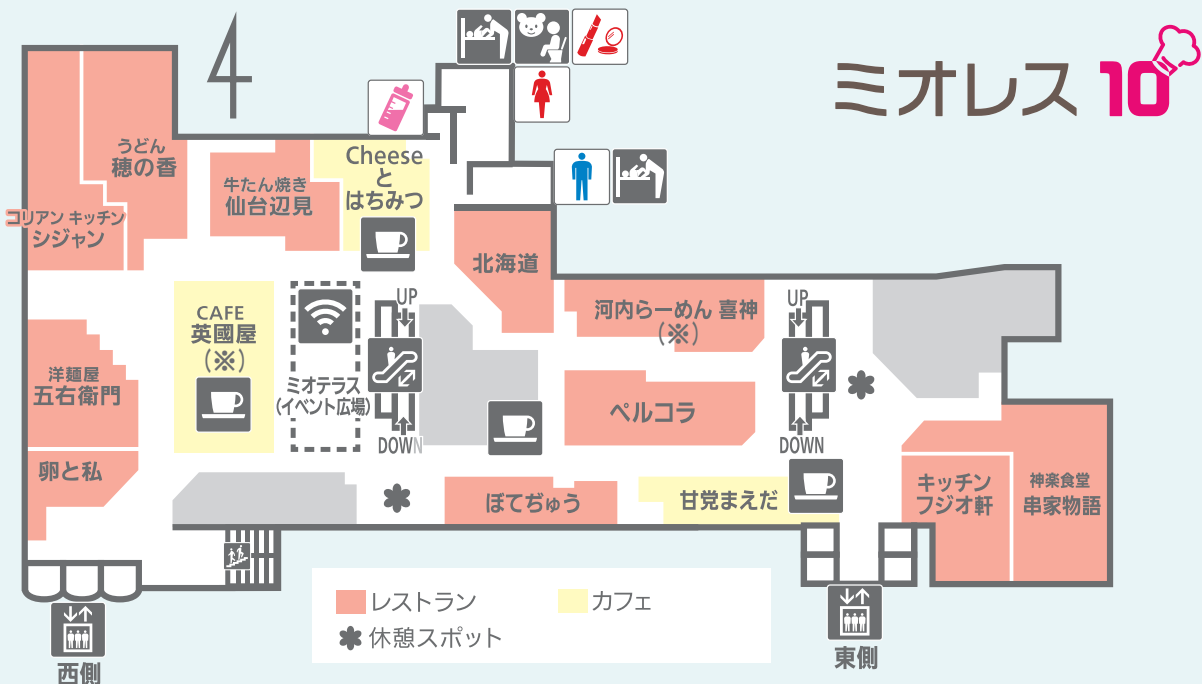 ミオレス 10
うどん
穂の香
コリアン キッチン
シジャン
牛たん焼き
仙台辺見
Cheese
と
はちみつ
北海道
CAFE
英國屋
(※)
ミオテラス
(イベント広場)
UP
DOWN
河内らーめん 喜神
(※)
UP
DOWN
洋麺屋
五右衛門
卵と私
ペルコラ
ぼてぢゅう
甘党まえだ
キッチン
フジオ軒
神楽食堂
串家物語
レストラン
カフェ
休憩スポット
西側
東側